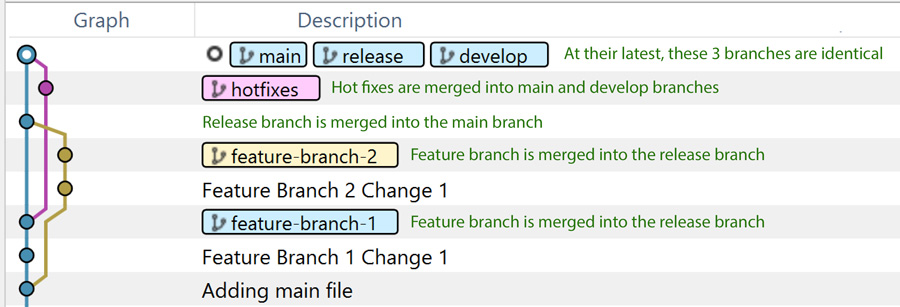 Graph Description
main release develop At their latest, these 3 branches are identical
hotfixes Hot fixes are merged into main and develop branches
Release branch is merged into the main branch
feature-branch-2 Feature branch is merged into the release branch
Feature Branch 2 Change 1
feature-branch-1 Feature branch is merged into the release branch
Feature Branch 1 Change 1
Adding main file